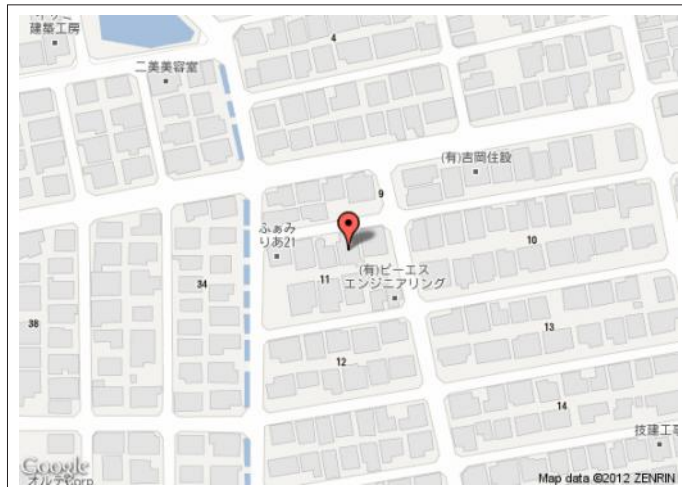 建築工房
4
二美美容室
(有)吉岡住設
9
ふぁみ
りあ21
10
(有)ピーエス
エンジニアリング
11
34
38
13
12
14
技建工
Google
Map data ©2012 ZENRIN